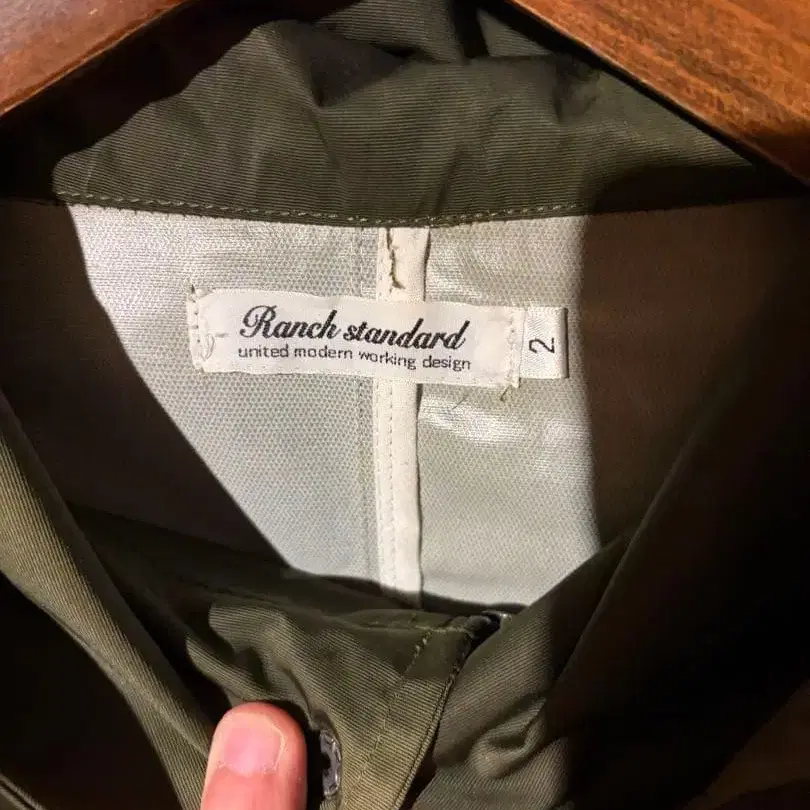 Ranch standard
united modern working design
2